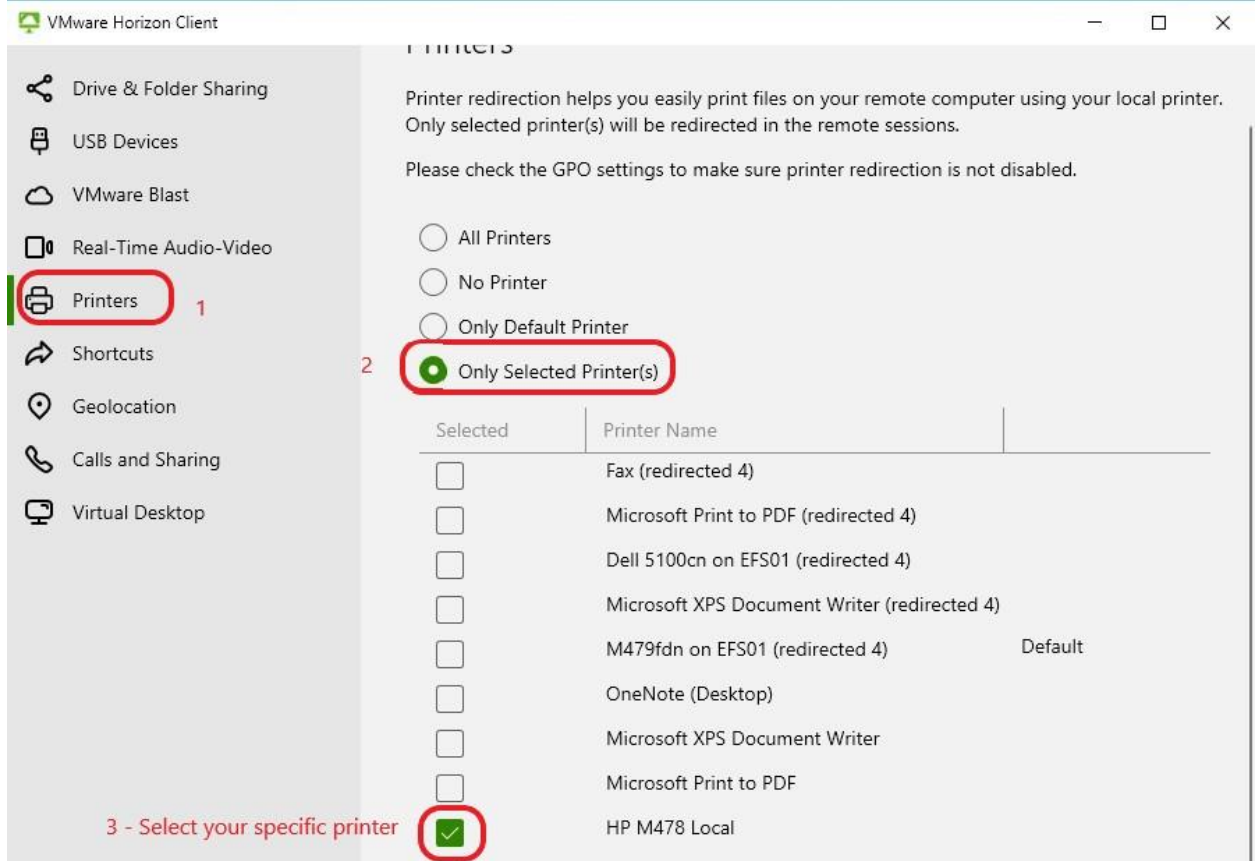 VMware Horizon Client
Printers
Drive & Folder Sharing
USB Devices
VMware Blast
Real-Time Audio-Video
Printers
1
Shortcuts
Geolocation
Calls and Sharing
Virtual Desktop
Printer redirection helps you easily print files on your remote computer using your local printer.
Only selected printer(s) will be redirected in the remote sessions.
Please check the GPO settings to make sure printer redirection is not disabled.
All Printers
No Printer
Only Default Printer
2
Only Selected Printer(s)
Selected
Printer Name
Fax (redirected 4)
Microsoft Print to PDF (redirected 4)
Dell 5100cn on EFS01 (redirected 4)
Microsoft XPS Document Writer (redirected 4)
M479fdn on EFS01 (redirected 4)
Default
OneNote (Desktop)
Microsoft XPS Document Writer
Microsoft Print to PDF
3 - Select your specific printer
HP M478 Local